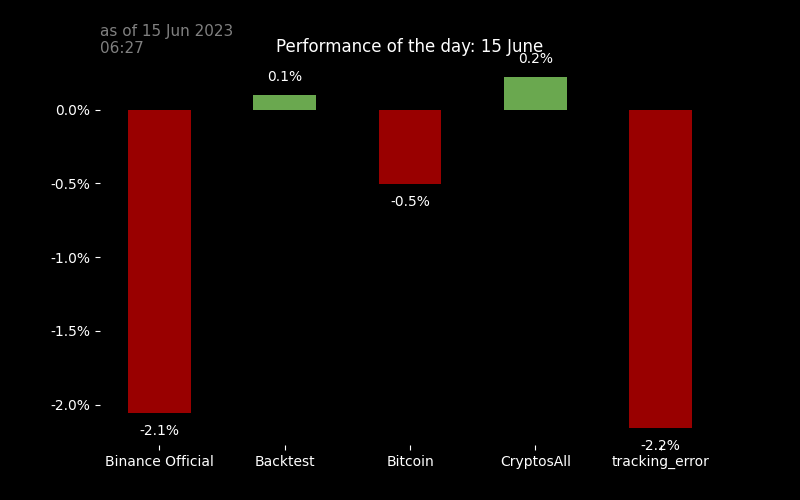 as of 15 Jun 2023
06:27
Performance of the day: 15 June
0.2%
0.1%
0.0%
-0.5%
-0.5%
-1.0%
-1.5%
-2.0%
-2.1%
-2.2%
Binance Official
Backtest
Bitcoin
CryptosAll
tracking_error